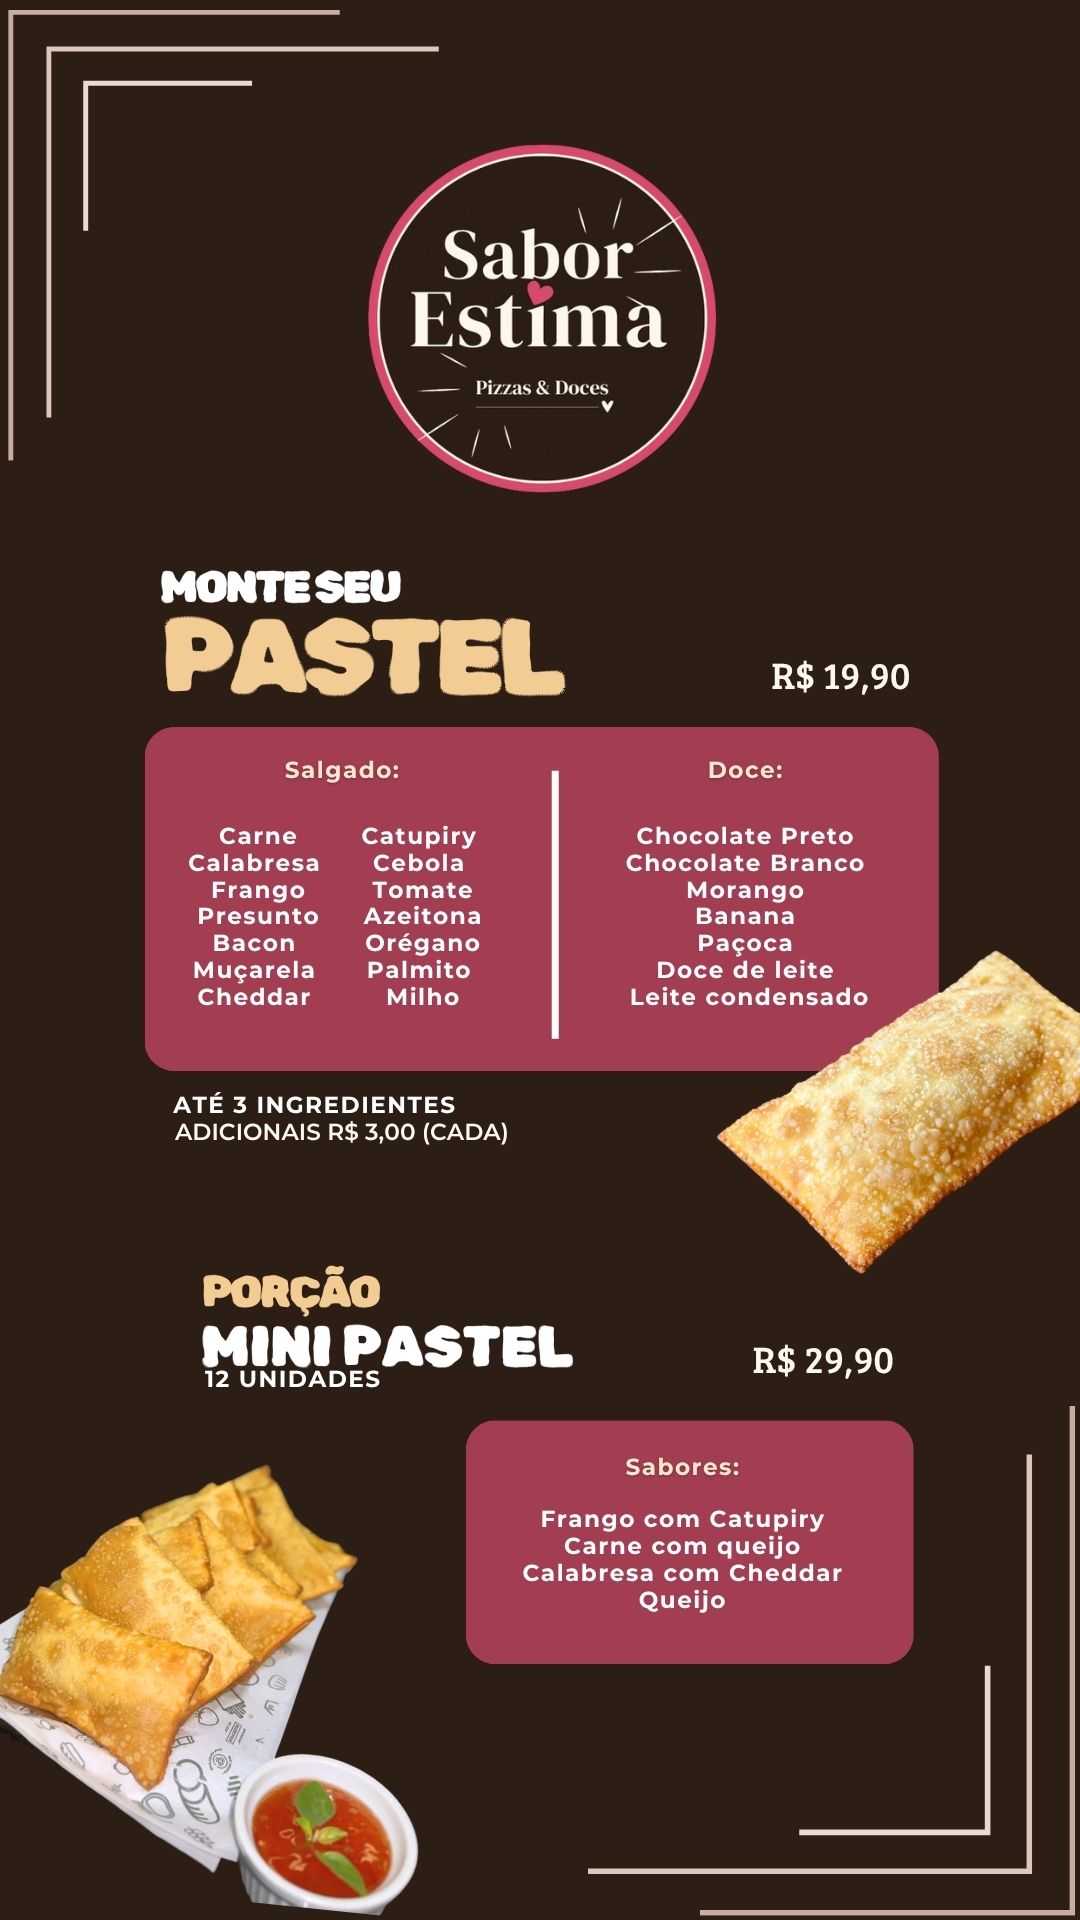 Sabor
Estima
Pizzas & Doces
MONTE SEU
PASTEL
R$ 19,90
Salgado:
Carne
Calabresa
Frango
Presunto
Bacon
Muçarela
Cheddar
Catupiry
Cebola
Tomate
Azeitona
Orégano
Palmito
Milho
Doce:
Chocolate Preto
Chocolate Branco
Morango
Banana
Paçoca
Doce de leite
Leite condensado
ATÉ 3 INGREDIENTES
ADICIONAIS R$ 3,00 (CADA)
PORÇÃO
MINI PASTEL
12 UNIDADES
R$ 29,90
Sabores:
Frango com Catupiry
Carne com queijo
Calabresa com Cheddar
Queijo